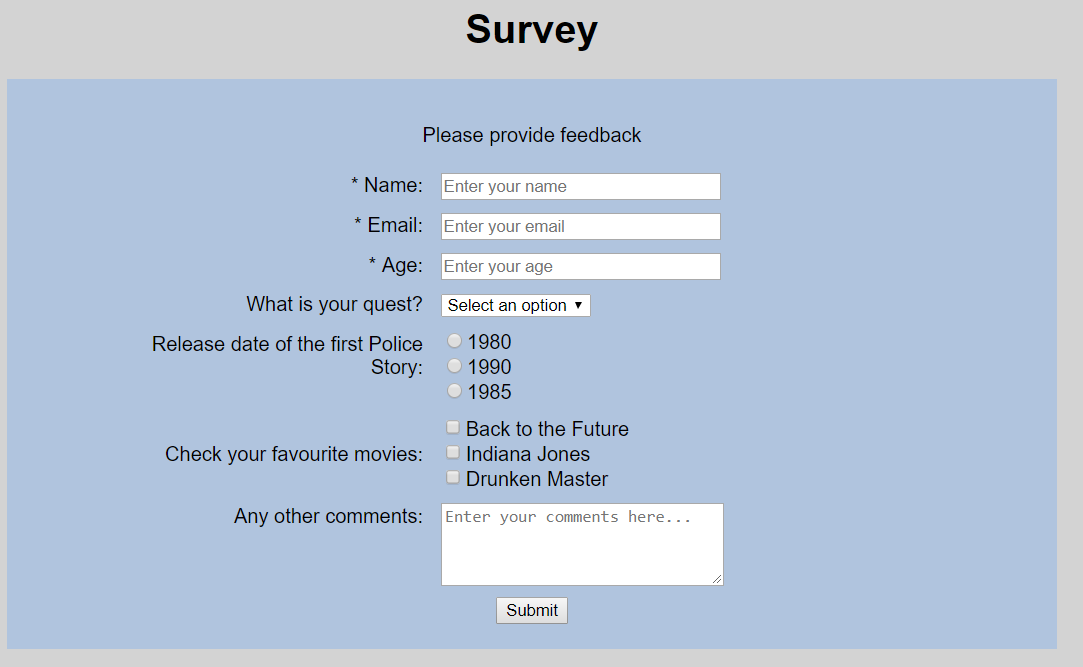 Survey
Please provide feedback
* Name: Enter your name
* Email: Enter your email
* Age: Enter your age
What is your quest? Select an option ▼
Release date of the first Police
Story:
1980
1990
1985
Check your favourite movies:
Back to the Future
Indiana Jones
Drunken Master
Any other comments: Enter your comments here...
Submit